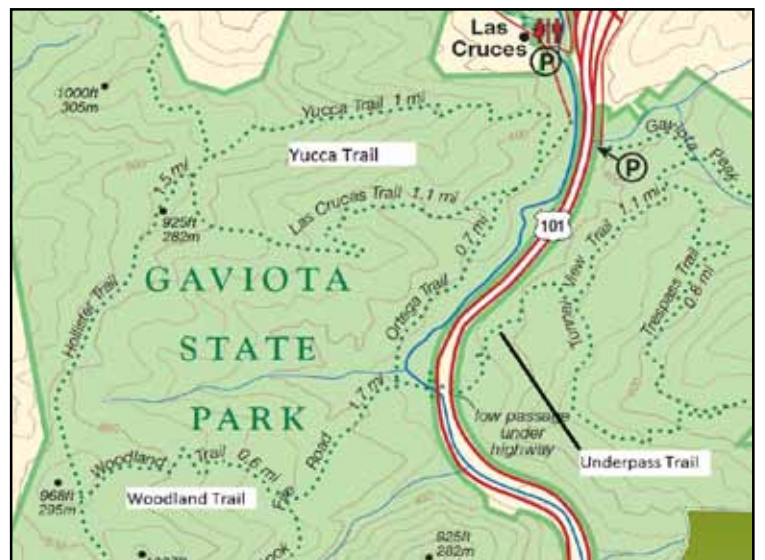 Las
Cruces
P
1000ft
305m
Yucca Trail 1 mi
Yucca Trail
Gaviota Peak
P
1.5 mi
Las Cruces Trail 1.1 mi
925ft
282m
101
0.7 mi
Ortega Trail
GAVIOTA
STATE
PARK
Hollister Trail
Tunnel View Trail 1.1 mi
Trespass Trail
0.8 mi
1.7 mi
low passage
under
highway
Underpass Trail
Woodland Trail 0.6 mi
Woodland Trail
Road
File
968ft
295m
925ft
282m